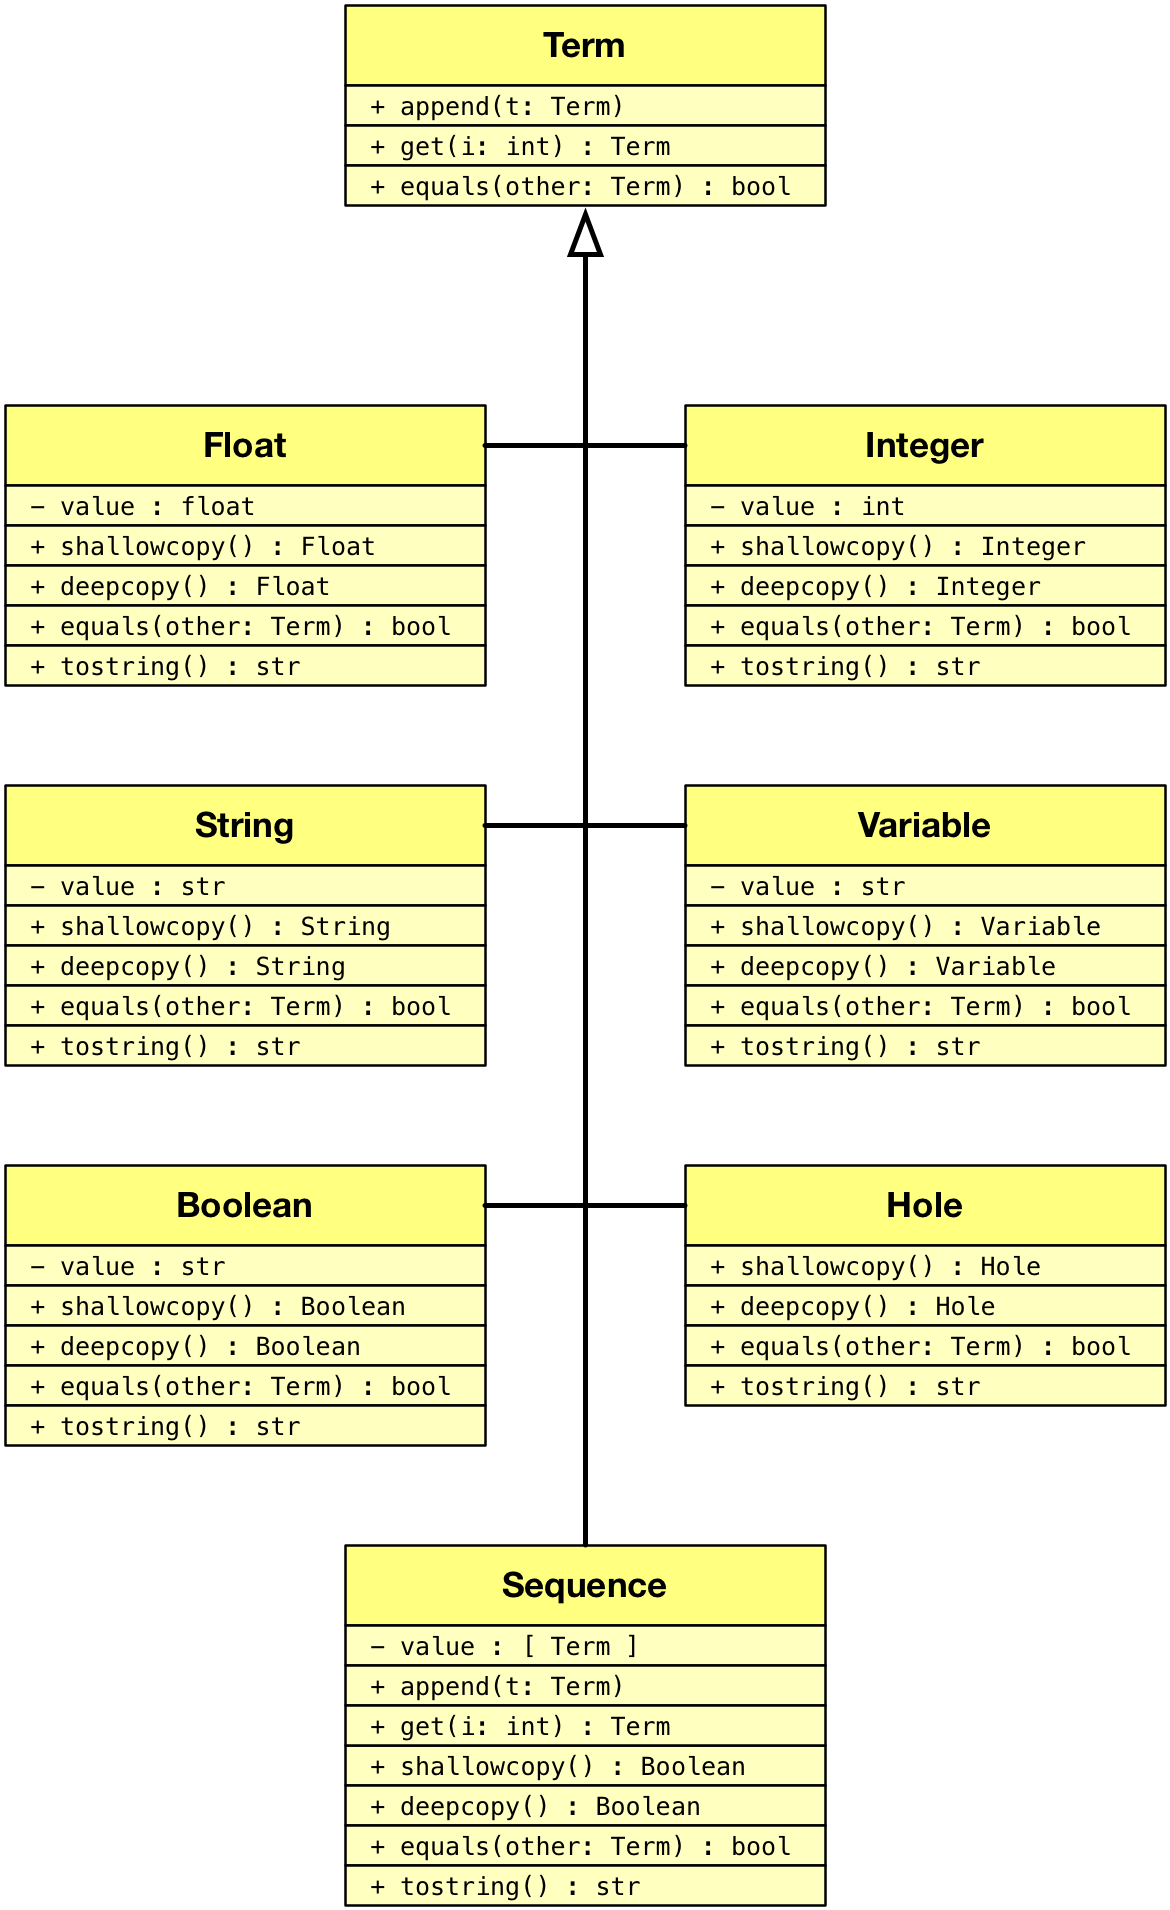 Term
+ append(t: Term)
+ get(i: int) : Term
+ equals(other: Term) : bool
Float
− value : float
+ shallowcopy() : Float
+ deepcopy() : Float
+ equals(other: Term) : bool
+ tostring() : str
Integer
− value : int
+ shallowcopy() : Integer
+ deepcopy() : Integer
+ equals(other: Term) : bool
+ tostring() : str
String
− value : str
+ shallowcopy() : String
+ deepcopy() : String
+ equals(other: Term) : bool
+ tostring() : str
Variable
− value : str
+ shallowcopy() : Variable
+ deepcopy() : Variable
+ equals(other: Term) : bool
+ tostring() : str
Boolean
− value : str
+ shallowcopy() : Boolean
+ deepcopy() : Boolean
+ equals(other: Term) : bool
+ tostring() : str
Hole
+ shallowcopy() : Hole
+ deepcopy() : Hole
+ equals(other: Term) : bool
+ tostring() : str
Sequence
− value : [ Term ]
+ append(t: Term)
+ get(i: int) : Term
+ shallowcopy() : Boolean
+ deepcopy() : Boolean
+ equals(other: Term) : bool
+ tostring() : str